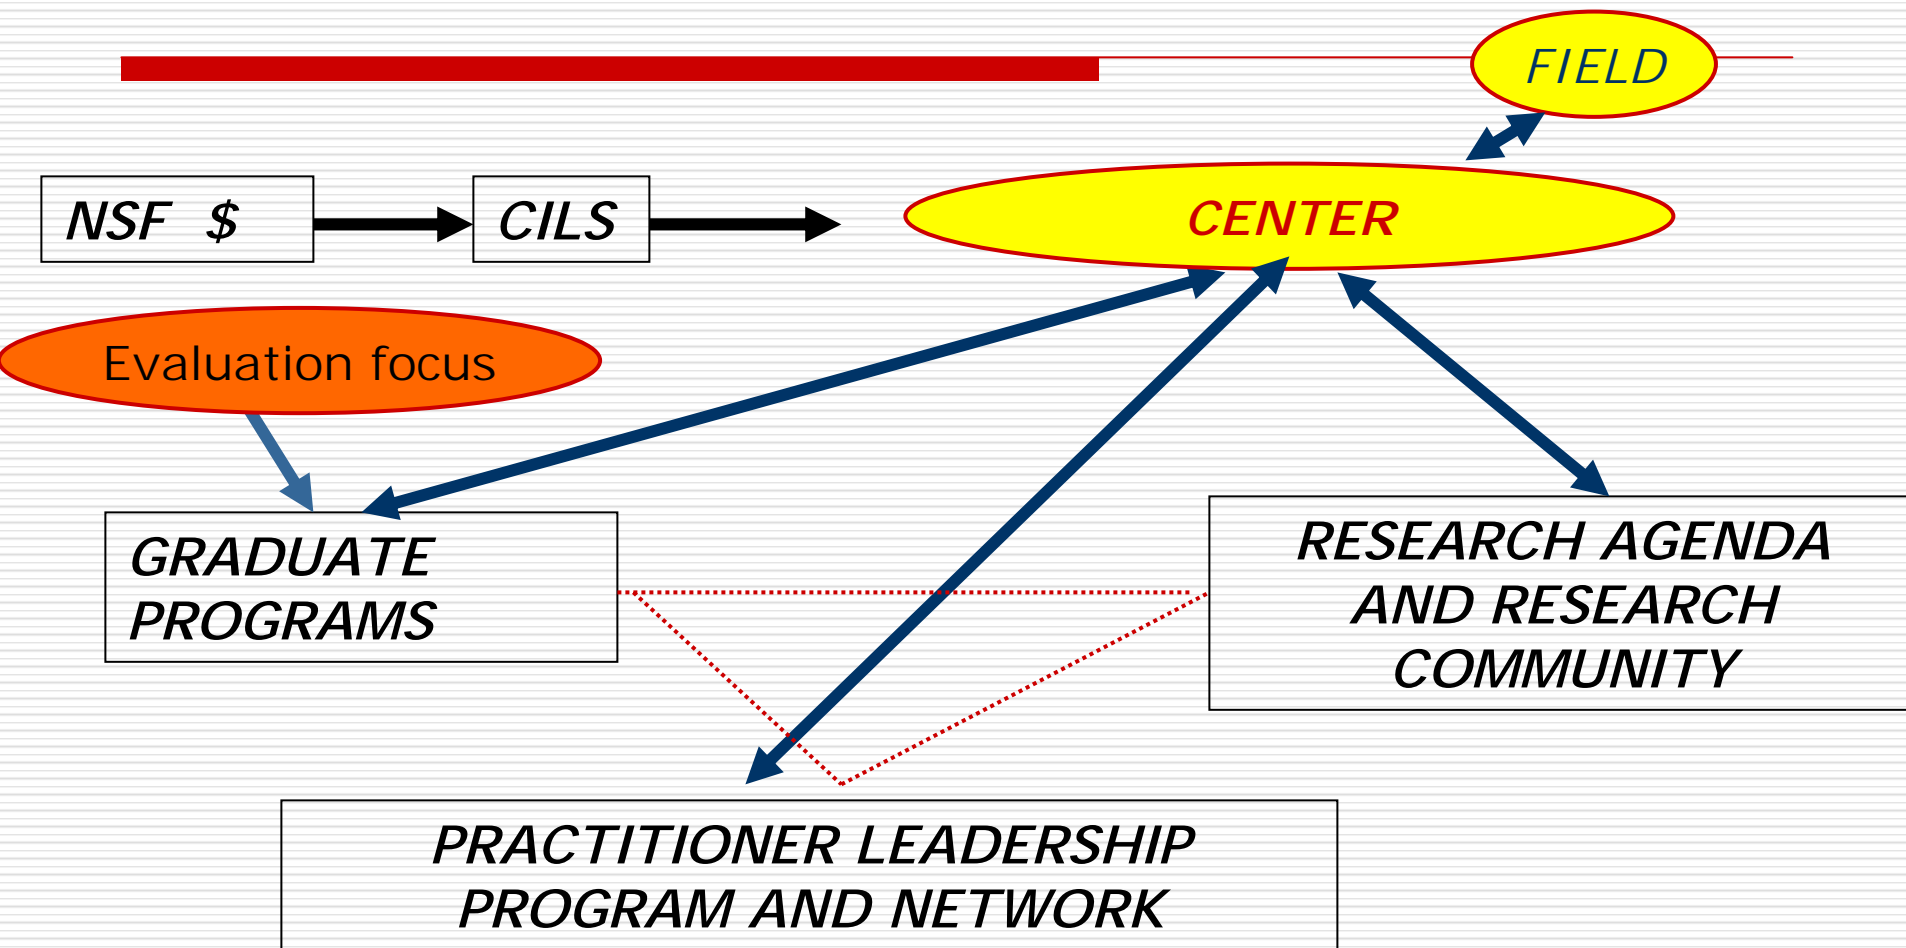 FIELD
NSF $
CILS
CENTER
Evaluation focus
GRADUATE
PROGRAMS
RESEARCH AGENDA
AND RESEARCH
COMMUNITY
PRACTITIONER LEADERSHIP
PROGRAM AND NETWORK